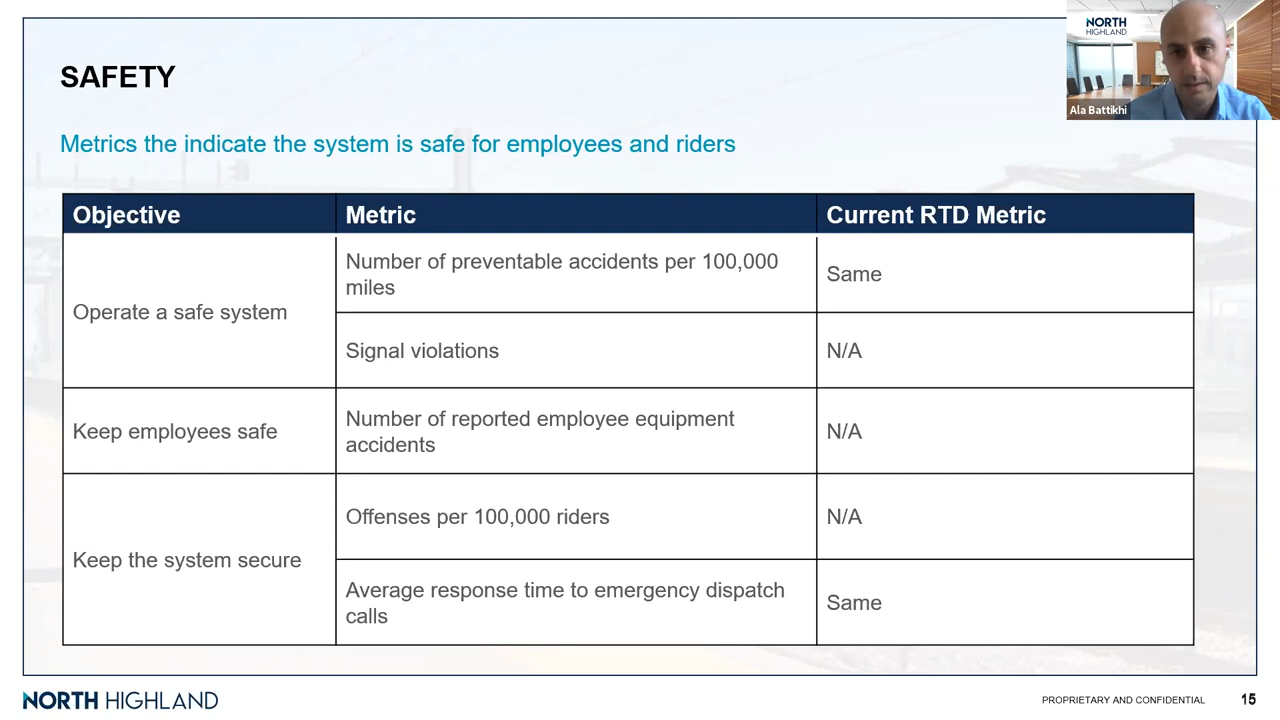 NORTH
HIGHLAND
Ala Battikhi
SAFETY
Metrics the indicate the system is safe for employees and riders
Objective
Metric
Current RTD Metric
Operate a safe system
Number of preventable accidents per 100,000
miles
Same
Signal violations
N/A
Keep employees safe
Number of reported employee equipment
accidents
N/A
Keep the system secure
Offenses per 100,000 riders
N/A
Average response time to emergency dispatch
calls
Same
NORTH HIGHLAND
PROPRIETARY AND CONFIDENTIAL
15